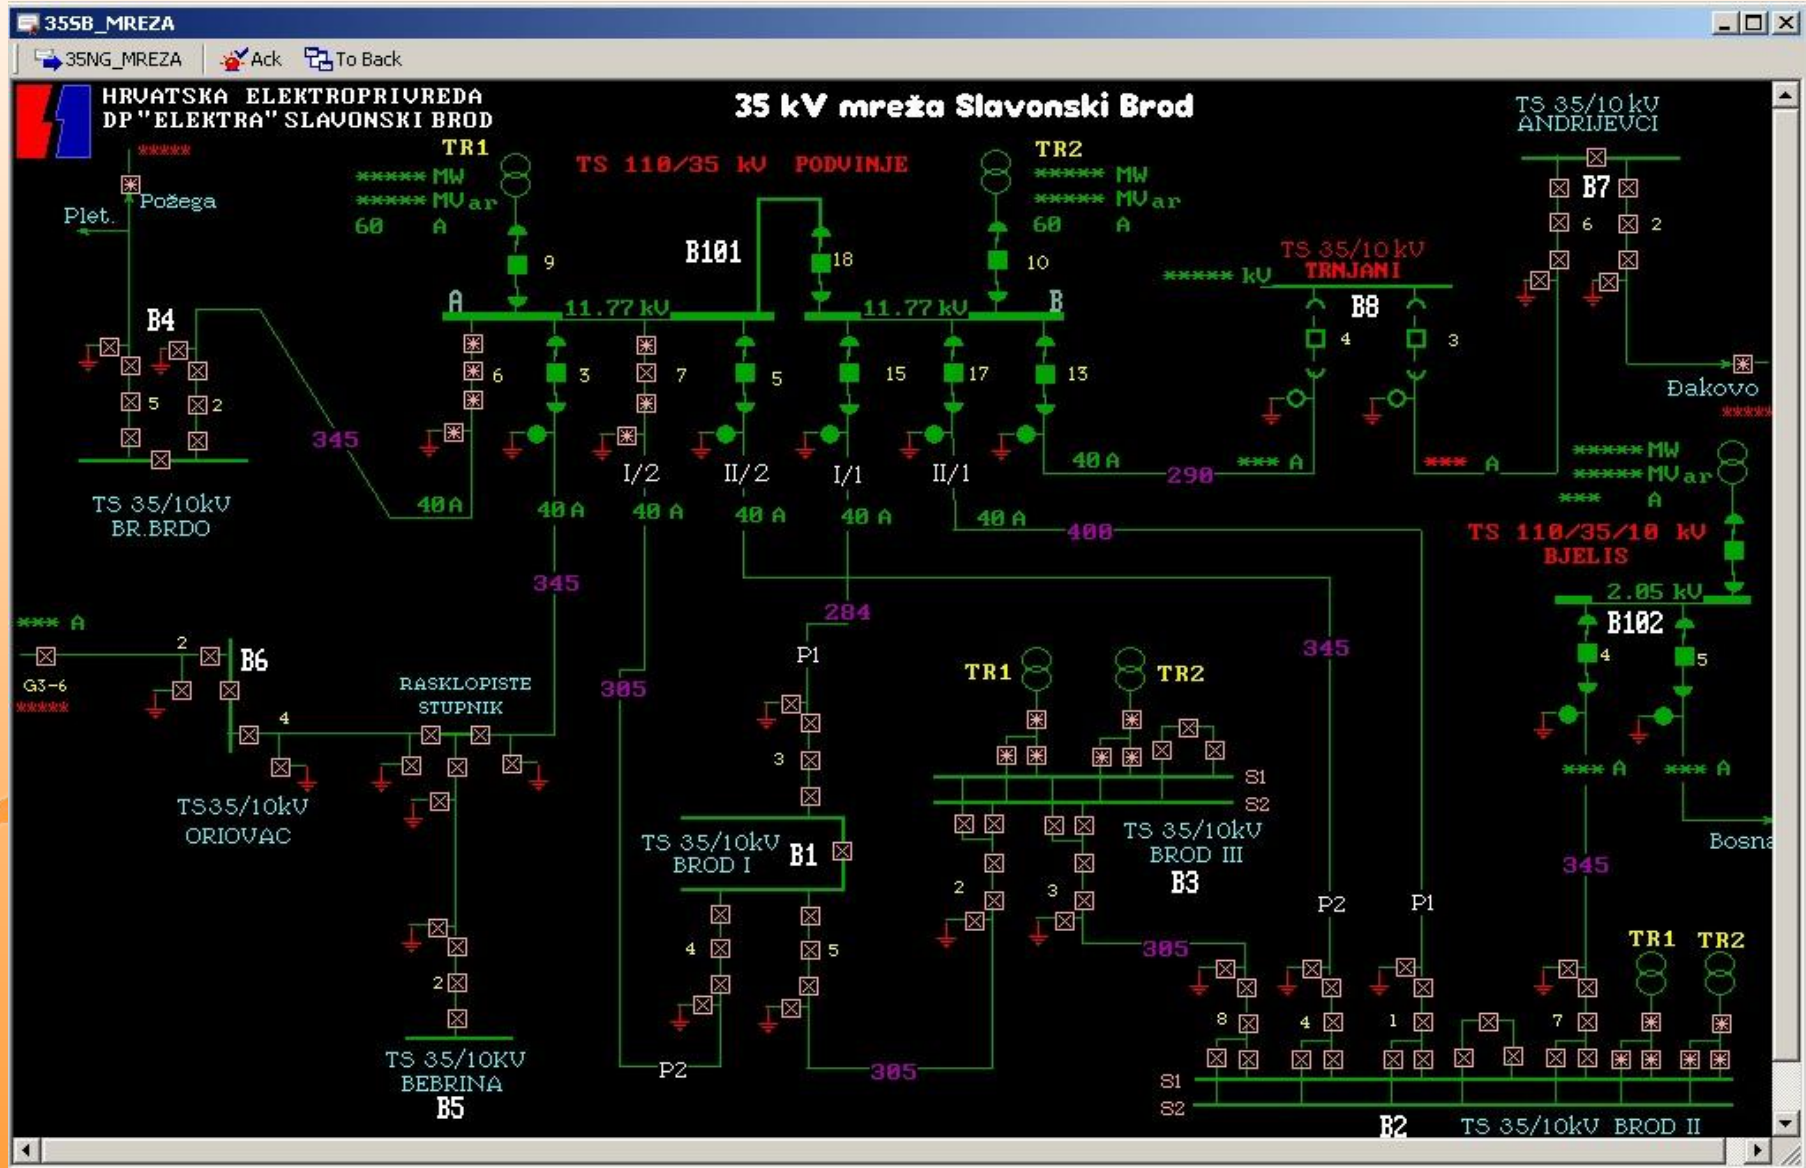 35SB_MREZA
35NG_MREZA Ack To Back
HRVATSKA ELEKTROPRIVREDA
DP "ELEKTRA" SLAVONSKI BROD
35 kV mreža Slavonski Brod
TS 35/10 kV
ANDRIJEVCI
*****
TR1
***** MW
***** MVar
60 A
TS 110/35 kV PODVINJE
TR2
***** MW
***** MVar
60 A
B7
6
2
Požega
Plet.
B101
9
18
10
TS 35/10 kV
TRNJANI
***** kV
B8
4
3
A
11.77 kV
11.77 kV
B
B4
5
2
6
3
7
5
15
17
13
Đakovo
*****
345
I/2
II/2
I/1
II/1
40 A
290
*** A
*** A
***** MW
***** MVar
*** A
TS 35/10kV
BR.BRDO
40 A
40 A
40 A
40 A
40 A
40 A
400
TS 110/35/10 kV
BJELIS
345
284
2.05 kV
B102
4
5
*** A
2
B6
G3-6
*****
4
RASKLOPISTE
STUPNIK
305
P1
TR1
TR2
345
3
S1
S2
*** A
*** A
TS35/10kV
ORIOVAC
TS 35/10kV
BROD I
B1
TS 35/10kV
BROD III
B3
Bosna
345
2
3
P2
P1
4
5
305
TR1
TR2
2
8
4
1
7
TS 35/10KV
BEBRINA
B5
P2
305
S1
S2
B2
TS 35/10kV BROD II